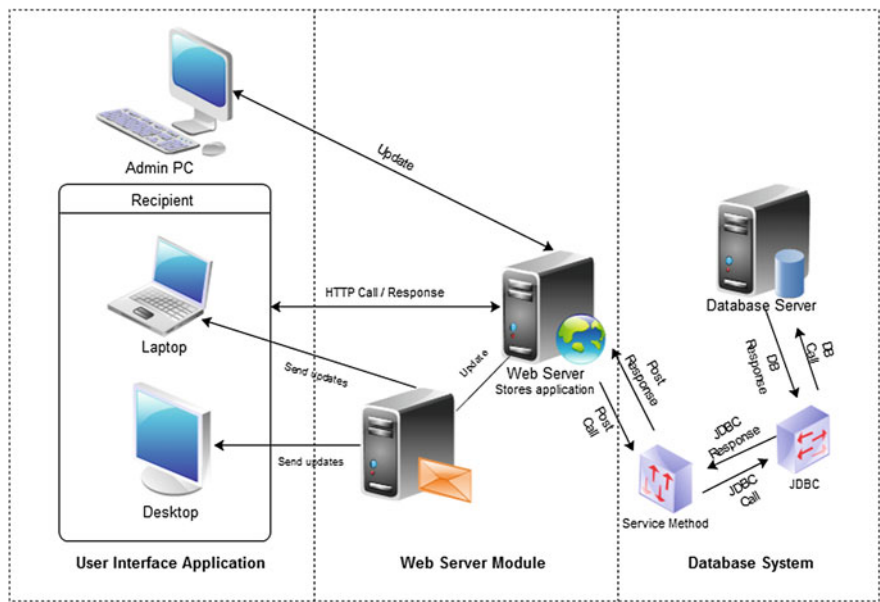 Admin PC
Update
Recipient
Laptop
Desktop
HTTP Call / Response
Send updates
Send updates
Update
Web Server
Stores application
Post
Response
Post
Call
Database Server
DB
Response
DB
Call
JDBC
Response
JDBC
Call
JDBC
Service Method
User Interface Application
Web Server Module
Database System